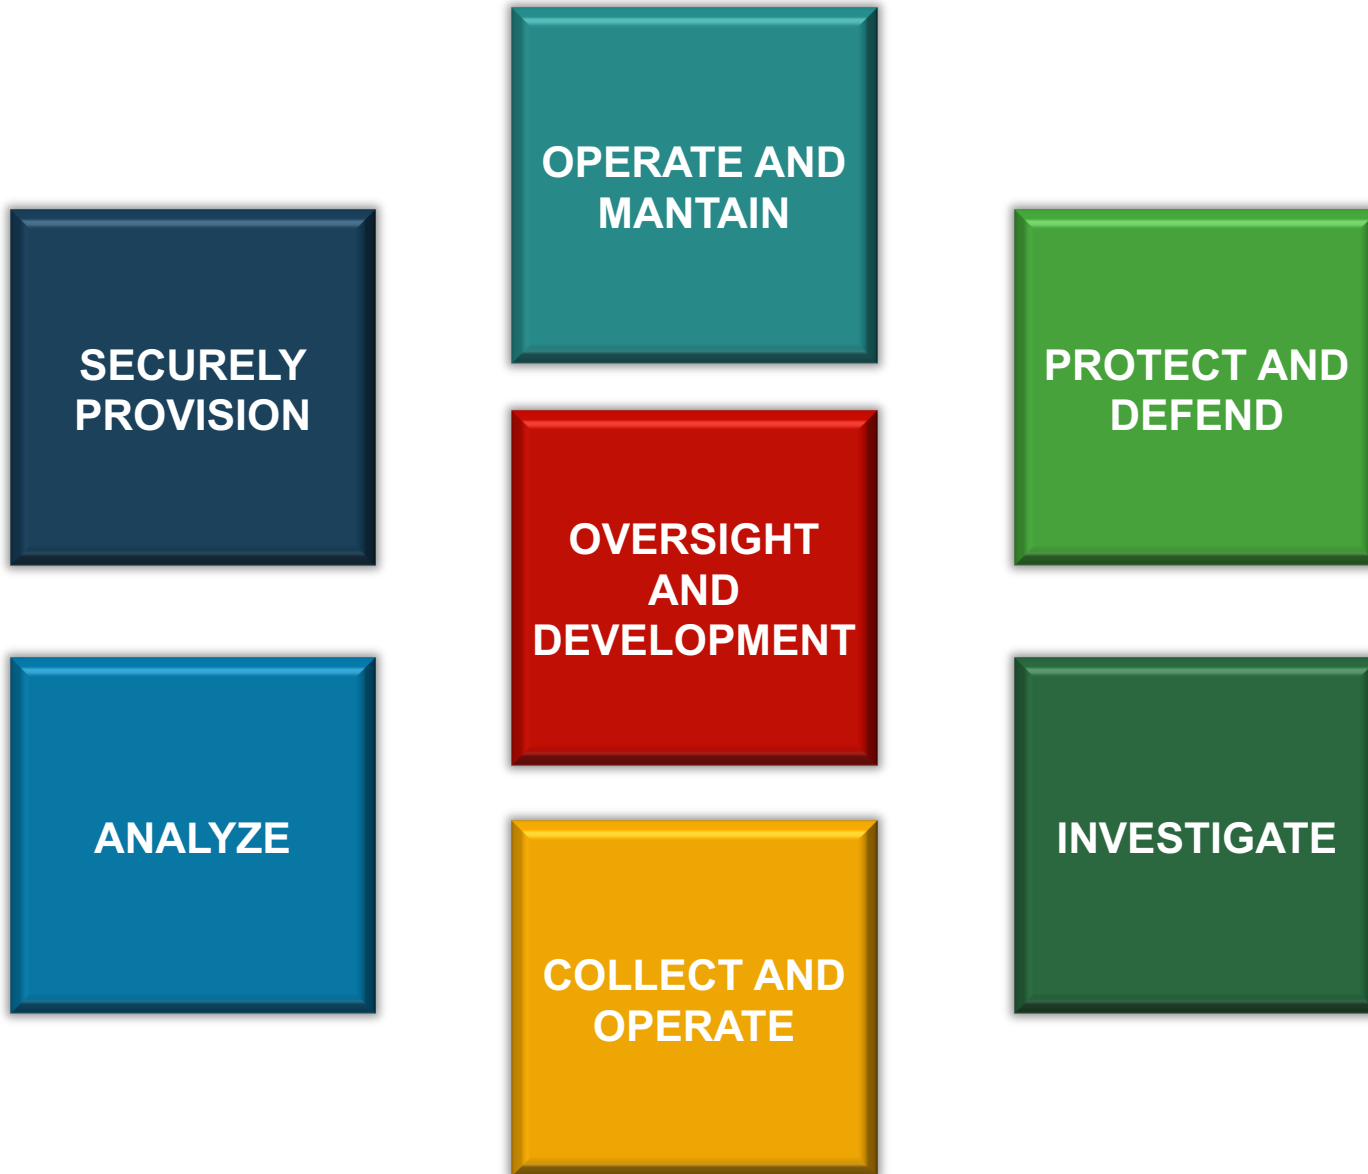 OPERATE AND
MANTAIN
SECURELY
PROVISION
PROTECT AND
DEFEND
OVERSIGHT
AND
DEVELOPMENT
ANALYZE
INVESTIGATE
COLLECT AND
OPERATE